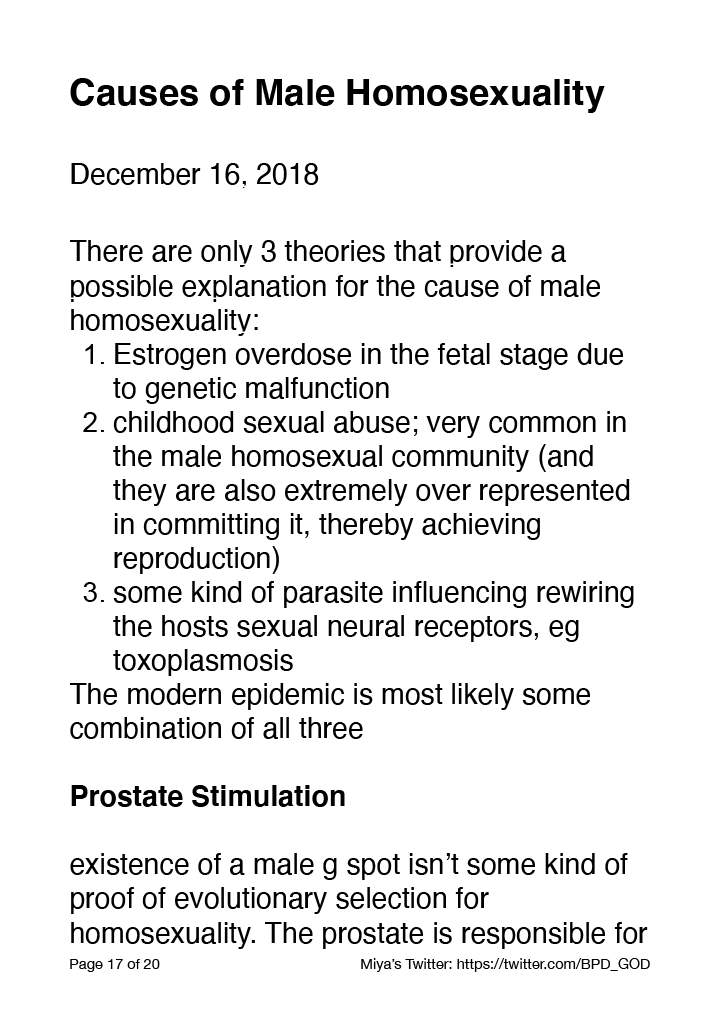 Causes of Male Homosexuality
December 16, 2018
There are only 3 theories that provide a
possible explanation for the cause of male
homosexuality:
1. Estrogen overdose in the fetal stage due
to genetic malfunction
2. childhood sexual abuse; very common in
the male homosexual community (and
they are also extremely over represented
in committing it, thereby achieving
reproduction)
3. some kind of parasite influencing rewiring
the hosts sexual neural receptors, eg
toxoplasmosis
The modern epidemic is most likely some
combination of all three
Prostate Stimulation
existence of a male g spot isn’t some kind of
proof of evolutionary selection for
homosexuality. The prostate is responsible for
Page 17 of 20 Miya’s Twitter: https://twitter.com/BPD_GOD